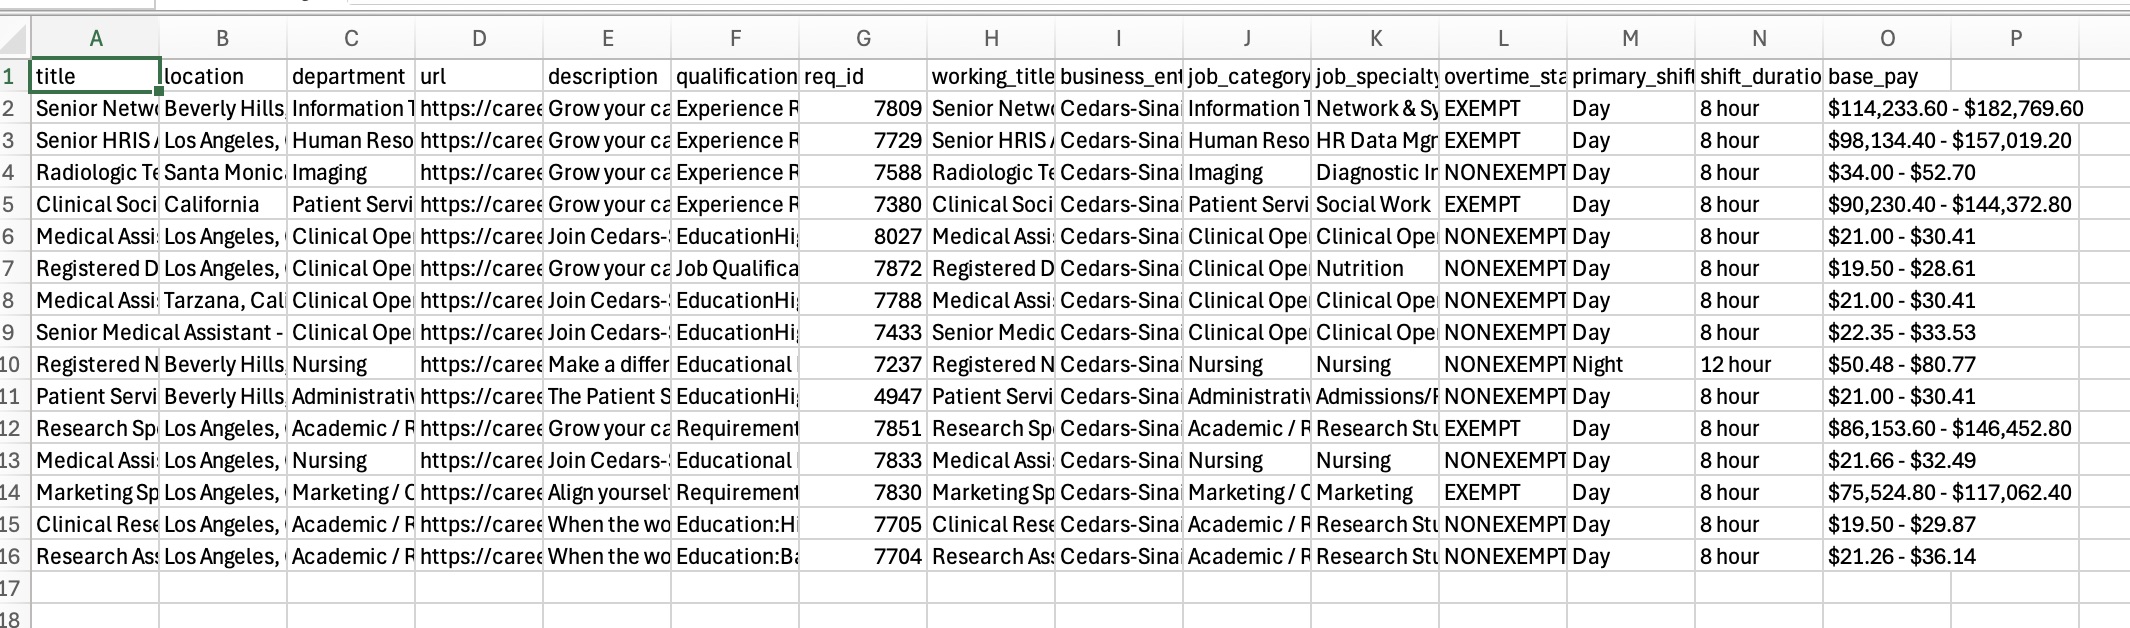 A B C D E F G H I J K L M N O P
1 title location department url description qualification req_id working_title business_ent job_category job_specialty overtime_sta primary_shift shift_duratio base_pay
2 Senior Netwo Beverly Hills, Information T https://caree Grow your ca Experience R 7809 Senior Netwo Cedars-Sinai Information T Network & Sy EXEMPT Day 8 hour $114,233.60 - $182,769.60
3 Senior HRIS A Los Angeles, Human Reso https://caree Grow your ca Experience R 7729 Senior HRIS A Cedars-Sinai Human Reso HR Data Mgr EXEMPT Day 8 hour $98,134.40 - $157,019.20
4 Radiologic Te Santa Monica Imaging https://caree Grow your ca Experience R 7588 Radiologic Te Cedars-Sinai Imaging Diagnostic Im NONEXEMPT Day 8 hour $34.00 - $52.70
5 Clinical Soci California Patient Servi https://caree Grow your ca Experience R 7380 Clinical Soci Cedars-Sinai Patient Servi Social Work EXEMPT Day 8 hour $90,230.40 - $144,372.80
6 Medical Assi Los Angeles, Clinical Ope https://caree Join Cedars- EducationHig 8027 Medical Assi Cedars-Sinai Clinical Ope Clinical Ope NONEXEMPT Day 8 hour $21.00 - $30.41
7 Registered D Los Angeles, Clinical Ope https://caree Grow your ca Job Qualifica 7872 Registered D Cedars-Sinai Clinical Ope Nutrition NONEXEMPT Day 8 hour $19.50 - $28.61
8 Medical Assi Tarzana, Cali Clinical Ope https://caree Join Cedars- EducationHig 7788 Medical Assi Cedars-Sinai Clinical Ope Clinical Ope NONEXEMPT Day 8 hour $21.00 - $30.41
9 Senior Medical Assistant - Clinical Ope https://caree Join Cedars- EducationHig 7433 Senior Medic Cedars-Sinai Clinical Ope Clinical Ope NONEXEMPT Day 8 hour $22.35 - $33.53
10 Registered N Beverly Hills, Nursing https://caree Make a differ Educational 7237 Registered N Cedars-Sinai Nursing Nursing NONEXEMPT Night 12 hour $50.48 - $80.77
11 Patient Servi Beverly Hills, Administrativ https://caree The Patient S EducationHig 4947 Patient Servi Cedars-Sinai Administrativ Admissions/R NONEXEMPT Day 8 hour $21.00 - $30.41
12 Research Spe Los Angeles, Academic / R https://caree Grow your ca Requirement 7851 Research Spe Cedars-Sinai Academic / R Research Stu EXEMPT Day 8 hour $86,153.60 - $146,452.80
13 Medical Assi Los Angeles, Nursing https://caree Join Cedars- Educational 7833 Medical Assi Cedars-Sinai Nursing Nursing NONEXEMPT Day 8 hour $21.66 - $32.49
14 Marketing Sp Los Angeles, Marketing / C https://caree Align yoursel Requirement 7830 Marketing Sp Cedars-Sinai Marketing / C Marketing EXEMPT Day 8 hour $75,524.80 - $117,062.40
15 Clinical Rese Los Angeles, Academic / R https://caree When the wo Education:Hi 7705 Clinical Rese Cedars-Sinai Academic / R Research Stu NONEXEMPT Day 8 hour $19.50 - $29.87
16 Research Ass Los Angeles, Academic / R https://caree When the wo Education:Ba 7704 Research Ass Cedars-Sinai Academic / R Research Stu NONEXEMPT Day 8 hour $21.26 - $36.14
17
18